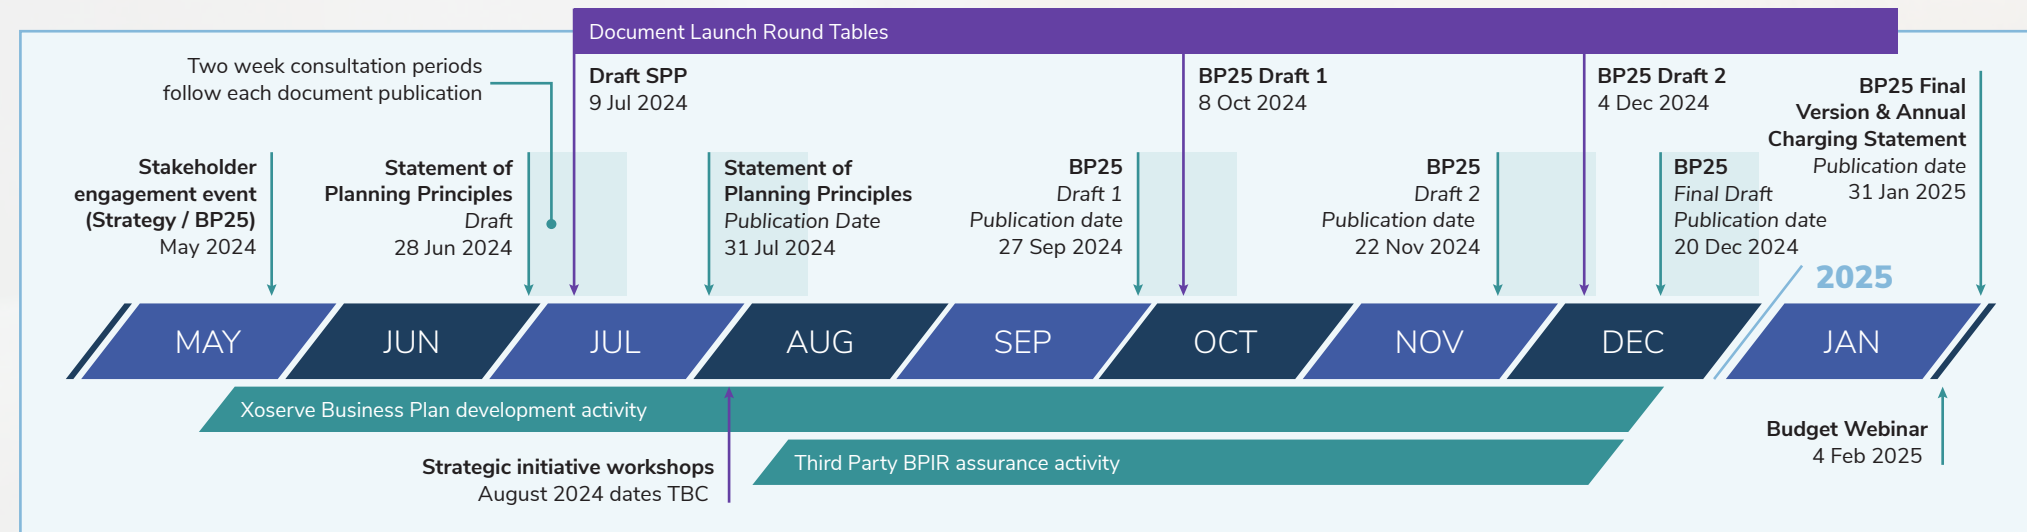 Document Launch Round Tables
Two week consultation periods
follow each document publication
Draft SPP
9 Jul 2024
BP25 Draft 1
8 Oct 2024
BP25 Draft 2
4 Dec 2024
BP25 Final
Version & Annual
Charging Statement
Publication date
31 Jan 2025
Stakeholder
engagement event
(Strategy / BP25)
May 2024
Statement of
Planning Principles
Draft
28 Jun 2024
Statement of
Planning Principles
Publication Date
31 Jul 2024
BP25
Draft 1
Publication date
27 Sep 2024
BP25
Draft 2
Publication date
22 Nov 2024
BP25
Final Draft
Publication date
20 Dec 2024
2025
MAY
JUN
JUL
AUG
SEP
OCT
NOV
DEC
JAN
Xoserve Business Plan development activity
Third Party BPIR assurance activity
Strategic initiative workshops
August 2024 dates TBC
Budget Webinar
4 Feb 2025